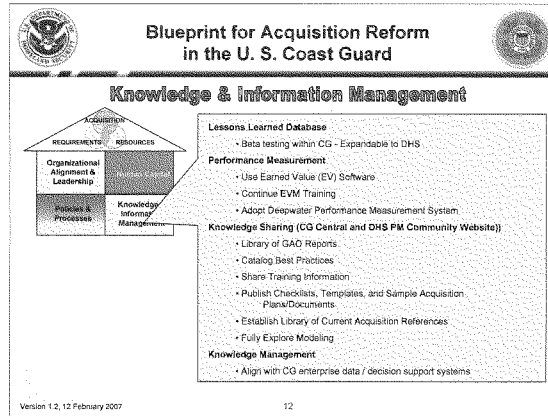 Blueprint for Acquisition Reform
in the U. S. Coast Guard
Knowledge & Information Management
ACQUISITION
REQUIREMENTS
RESOURCES
Organizational
Alignment &
Leadership
Human Capital
Policies &
Processes
Knowledge
Informat
Management
Lessons Learned Database
• Beta testing within CG - Expandable to DHS
Performance Measurement
• Use Earned Value (EV) Software
• Continue EVM Training
• Adopt Deepwater Performance Measurement System
Knowledge Sharing (CG Central and DHS PM Community Website))
• Library of GAO Reports
• Catalog Best Practices
• Share Training Information
• Publish Checklists, Templates, and Sample Acquisition
Plans/Documents
• Establish Library of Current Acquisition References
• Fully Explore Modeling
Knowledge Management
• Align with CG enterprise data / decision support systems
Version 1.2, 12 February 2007
12